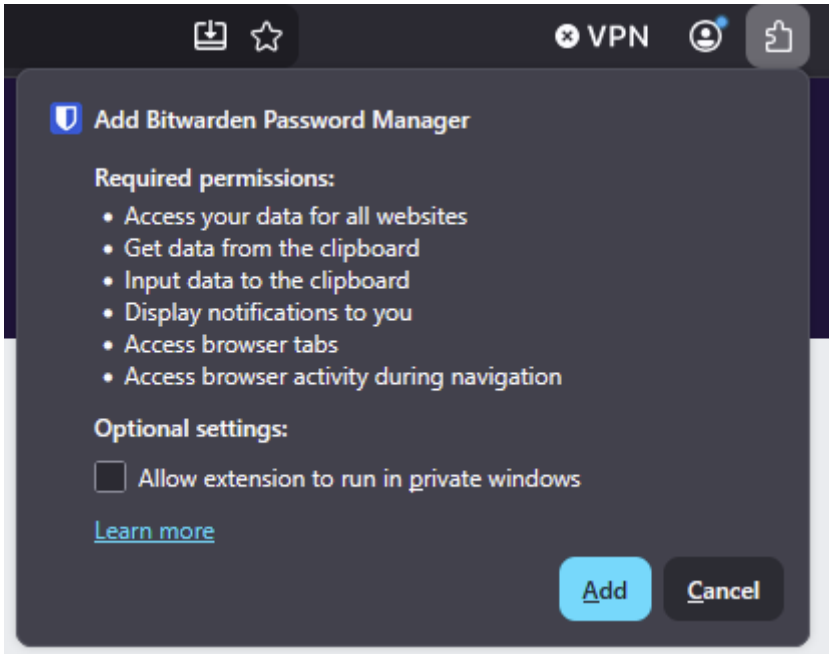 VPN
Add Bitwarden Password Manager
Required permissions:
• Access your data for all websites
• Get data from the clipboard
• Input data to the clipboard
• Display notifications to you
• Access browser tabs
• Access browser activity during navigation
Optional settings:
Allow extension to run in private windows
Learn more
Add Cancel